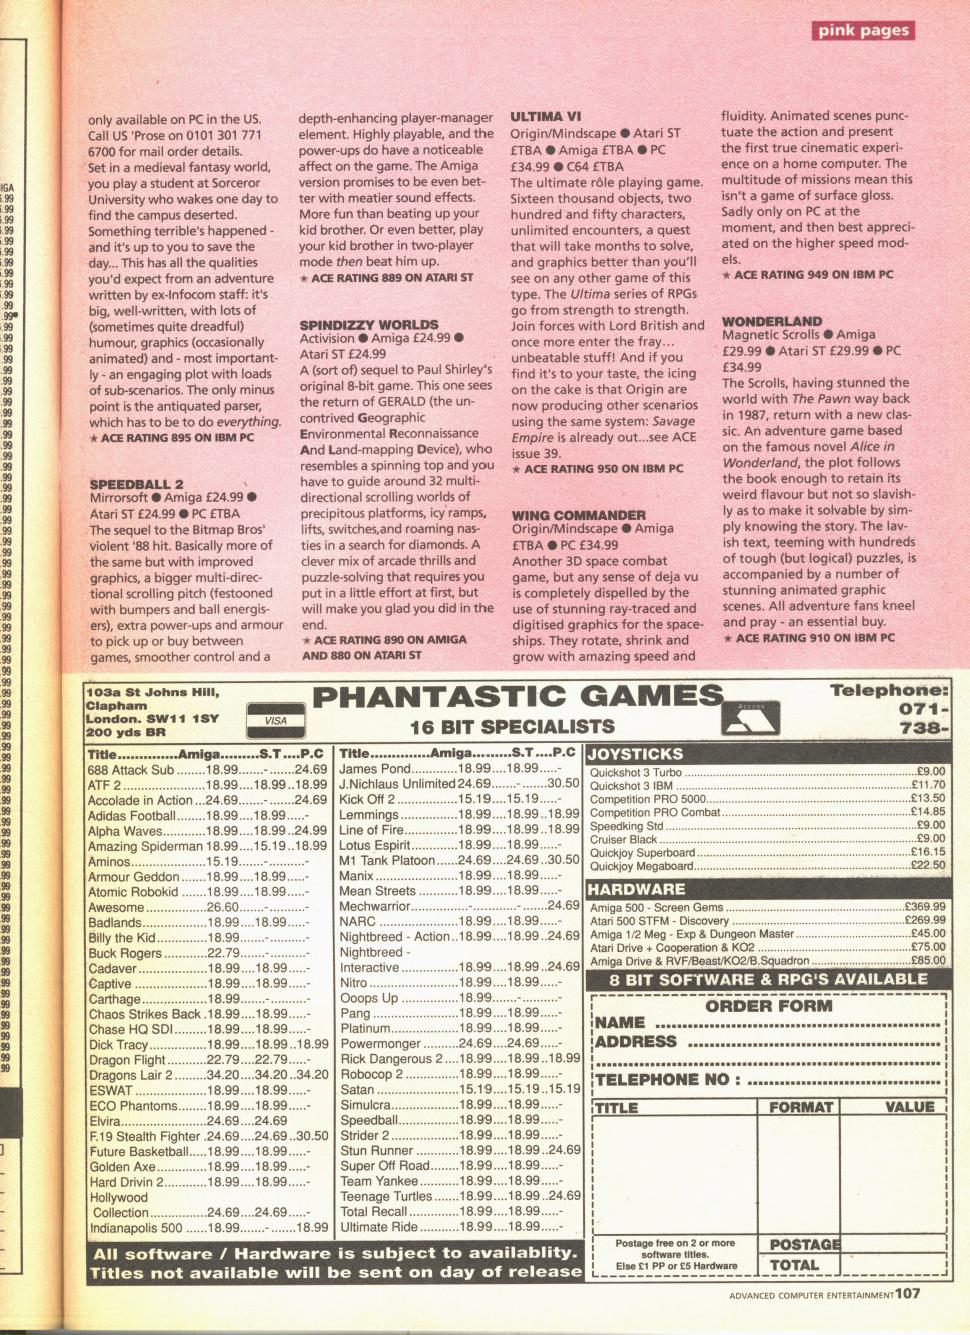 pink pages
only available on PC in the US.
Call US 'Prose on 0101 301 771
6700 for mail order details.
Set in a medieval fantasy world,
you play a student at Sorceror
University who wakes one day to
find the campus deserted.
Something terrible's happened -
and it's up to you to save the
day... This has all the qualities
you'd expect from an adventure
written by ex-Infocom staff: it's
big, well-written, with lots of
(sometimes quite dreadful)
humour, graphics (occasionally
animated) and - most important-
ly - an engaging plot with loads
of sub-scenarios. The only minus
point is the antiquated parser,
which has to be to do everything.
★ ACE RATING 895 ON IBM PC
SPEEDBALL 2
Mirrorsoft ● Amiga £24.99 ●
Atari ST £24.99 ● PC £TBA
The sequel to the Bitmap Bros'
violent '88 hit. Basically more of
the same but with improved
graphics, a bigger multi-direc-
tional scrolling pitch (festooned
with bumpers and ball energis-
ers), extra power-ups and armour
to pick up or buy between
games, smoother control and a
depth-enhancing player-manager
element. Highly playable, and the
power-ups do have a noticeable
affect on the game. The Amiga
version promises to be even bet-
ter with meatier sound effects.
More fun than beating up your
kid brother. Or even better, play
your kid brother in two-player
mode then beat him up.
★ ACE RATING 889 ON ATARI ST
SPINDIZZY WORLDS
Activision ● Amiga £24.99 ●
Atari ST £24.99
A (sort of) sequel to Paul Shirley's
original 8-bit game. This one sees
the return of GERALD (the un-
contrived Geographic
Environmental Reconnaissance
And Land-mapping Device), who
resembles a spinning top and you
have to guide around 32 multi-
directional scrolling worlds of
precipitous platforms, icy ramps,
lifts, switches,and roaming nas-
ties in a search for diamonds. A
clever mix of arcade thrills and
puzzle-solving that requires you
put in a little effort at first, but
will make you glad you did in the
end.
★ ACE RATING 890 ON AMIGA
AND 880 ON ATARI ST
ULTIMA VI
Origin/Mindscape ● Atari ST
£TBA ● Amiga £TBA ● PC
£34.99 ● C64 £TBA
The ultimate rôle playing game.
Sixteen thousand objects, two
hundred and fifty characters,
unlimited encounters, a quest
that will take months to solve,
and graphics better than you'll
see on any other game of this
type. The Ultima series of RPGs
go from strength to strength.
Join forces with Lord British and
once more enter the fray...
unbeatable stuff! And if you
find it's to your taste, the icing
on the cake is that Origin are
now producing other scenarios
using the same system: Savage
Empire is already out...see ACE
issue 39.
★ ACE RATING 950 ON IBM PC
WING COMMANDER
Origin/Mindscape ● Amiga
£TBA ● PC £34.99
Another 3D space combat
game, but any sense of deja vu
is completely dispelled by the
use of stunning ray-traced and
digitised graphics for the space-
ships. They rotate, shrink and
grow with amazing speed and
fluidity. Animated scenes punc-
tuate the action and present
the first true cinematic experi-
ence on a home computer. The
multitude of missions mean this
isn't a game of surface gloss.
Sadly only on PC at the
moment, and then best appreci-
ated on the higher speed mod-
els.
★ ACE RATING 949 ON IBM PC
WONDERLAND
Magnetic Scrolls ● Amiga
£29.99 ● Atari ST £29.99 ● PC
£34.99
The Scrolls, having stunned the
world with The Pawn way back
in 1987, return with a new clas-
sic. An adventure game based
on the famous novel Alice in
Wonderland, the plot follows
the book enough to retain its
weird flavour but not so slavish-
ly as to make it solvable by sim-
ply knowing the story. The lav-
ish text, teeming with hundreds
of tough (but logical) puzzles, is
accompanied by a number of
stunning animated graphic
scenes. All adventure fans kneel
and pray - an essential buy.
★ ACE RATING 910 ON IBM PC
103a St Johns Hill,
Clapham
London. SW11 1SY
200 yds BR
VISA
PHANTASTIC GAMES
16 BIT SPECIALISTS
Access
Telephone:
071-
738-
Title...............Amiga.........S.T....P.C
688 Attack Sub .......18.99....-......24.69
ATF 2....................18.99....18.99..18.99
Accolade in Action...24.69......-......24.69
Adidas Football........18.99....18.99.....-
Alpha Waves...........18.99....18.99..24.99
Amazing Spiderman 18.99....15.19..18.99
Aminos...................15.19......-.........-
Armour Geddon.......18.99....18.99.....-
Atomic Robokid.......18.99....18.99.....-
Awesome...............26.60......-.........-
Badlands................18.99....18.99.....-
Billy the Kid.............18.99......-.........-
Buck Rogers...........22.79......-.........-
Cadaver.................18.99....18.99.....-
Captive ..................18.99....18.99.....-
Carthage................18.99......-.........-
Chaos Strikes Back .18.99....18.99.....-
Chase HQ SDI........18.99....18.99.....-
Dick Tracy..............18.99....18.99..18.99
Dragon Flight..........22.79....22.79.....-
Dragons Lair 2........34.20....34.20..34.20
ESWAT .................18.99....18.99.....-
ECO Phantoms.......18.99....18.99.....-
Elvira.....................24.69....24.69
F.19 Stealth Fighter .24.69....24.69..30.50
Future Basketball.....18.99....18.99.....-
Golden Axe............18.99....18.99.....-
Hard Drivin 2..........18.99....18.99.....-
Hollywood
Collection..............24.69....24.69.....-
Indianapolis 500 .....18.99......-......18.99
Title...............Amiga.........S.T....P.C
James Pond............18.99....18.99.....-
J.Nichlaus Unlimited 24.69......-......30.50
Kick Off 2...............15.19....15.19.....-
Lemmings...............18.99....18.99..18.99
Line of Fire.............18.99....18.99..18.99
Lotus Espirit............18.99....18.99.....-
M1 Tank Platoon.....24.69....24.69..30.50
Manix....................18.99....18.99.....-
Mean Streets ..........18.99....18.99.....-
Mechwarrior...............-.........-......24.69
NARC ...................18.99....18.99.....-
Nightbreed - Action..18.99....18.99..24.69
Nightbreed -
Interactive..............18.99....18.99..24.69
Nitro .....................18.99....18.99.....-
Ooops Up ..............18.99......-.........-
Pang.....................18.99....18.99.....-
Platinum.................18.99....18.99.....-
Powermonger.........24.69....24.69.....-
Rick Dangerous 2....18.99....18.99..18.99
Robocop 2..............18.99....18.99.....-
Satan....................15.19....15.19..15.19
Simulcra.................18.99....18.99.....-
Speedball...............18.99....18.99.....-
Strider 2.................18.99....18.99.....-
Stun Runner ...........18.99....18.99..24.69
Super Off Road.......18.99....18.99.....-
Team Yankee..........18.99....18.99.....-
Teenage Turtles.......18.99....18.99..24.69
Total Recall.............18.99....18.99.....-
Ultimate Ride..........18.99....18.99.....-
JOYSTICKS
Quickshot 3 Turbo ..........£9.00
Quickshot 3 IBM ..........£11.70
Competition PRO 5000..........£13.50
Competition PRO Combat..........£14.85
Speedking Std ..........£9.00
Cruiser Black ..........£9.00
Quickjoy Superboard..........£16.15
Quickjoy Megaboard..........£22.50
HARDWARE
Amiga 500 - Screen Gems ..........£369.99
Atari 500 STFM - Discovery ..........£269.99
Amiga 1/2 Meg - Exp & Dungeon Master..........£45.00
Atari Drive + Cooperation & KO2 ..........£75.00
Amiga Drive & RVF/Beast/KO2/B.Squadron..........£85.00
8 BIT SOFTWARE & RPG'S AVAILABLE
ORDER FORM
NAME ..........
ADDRESS ..........
TELEPHONE NO : ..........
TITLE FORMAT VALUE
Postage free on 2 or more
software titles.
Else £1 PP or £5 Hardware
POSTAGE
TOTAL
All software / Hardware is subject to availablity.
Titles not available will be sent on day of release
ADVANCED COMPUTER ENTERTAINMENT 107